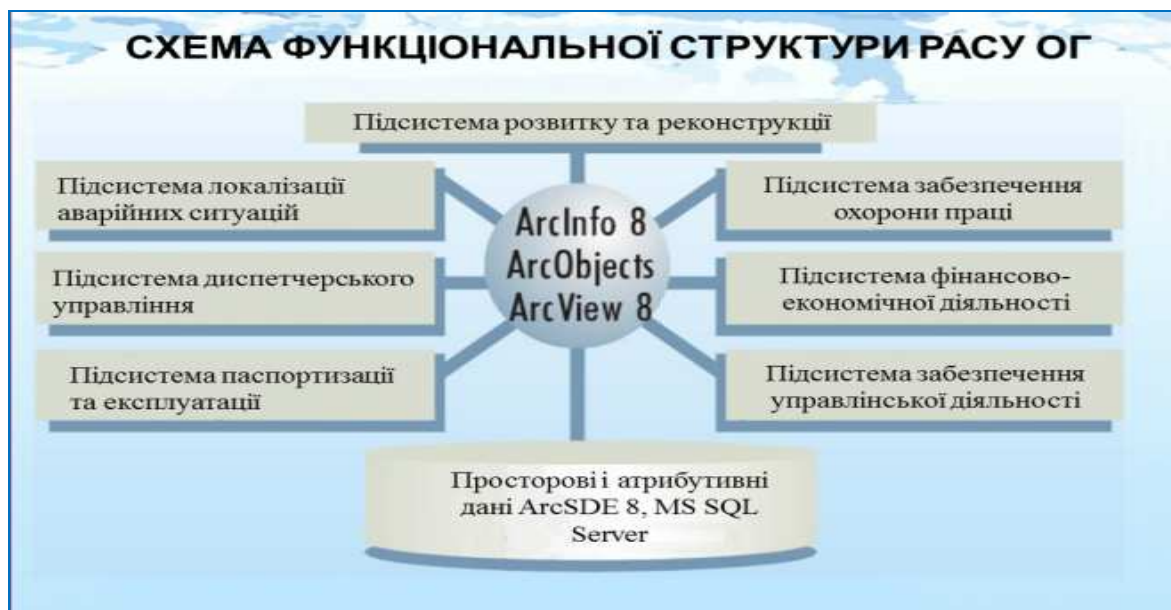 СХЕМА ФУНКЦІОНАЛЬНОЇ СТРУКТУРИ РАСУ ОГ
Підсистема розвитку та реконструкції
Підсистема локалізації
аварійних ситуацій
Підсистема диспетчерського
управління
Підсистема паспортизації
та експлуатації
ArcInfo 8
ArcObjects
ArcView 8
Підсистема забезпечення
охорони праці
Підсистема фінансово-
економічної діяльності
Підсистема забезпечення
управлінської діяльності
Просторові і атрибутивні
дані ArcSDE 8, MS SQL
Server